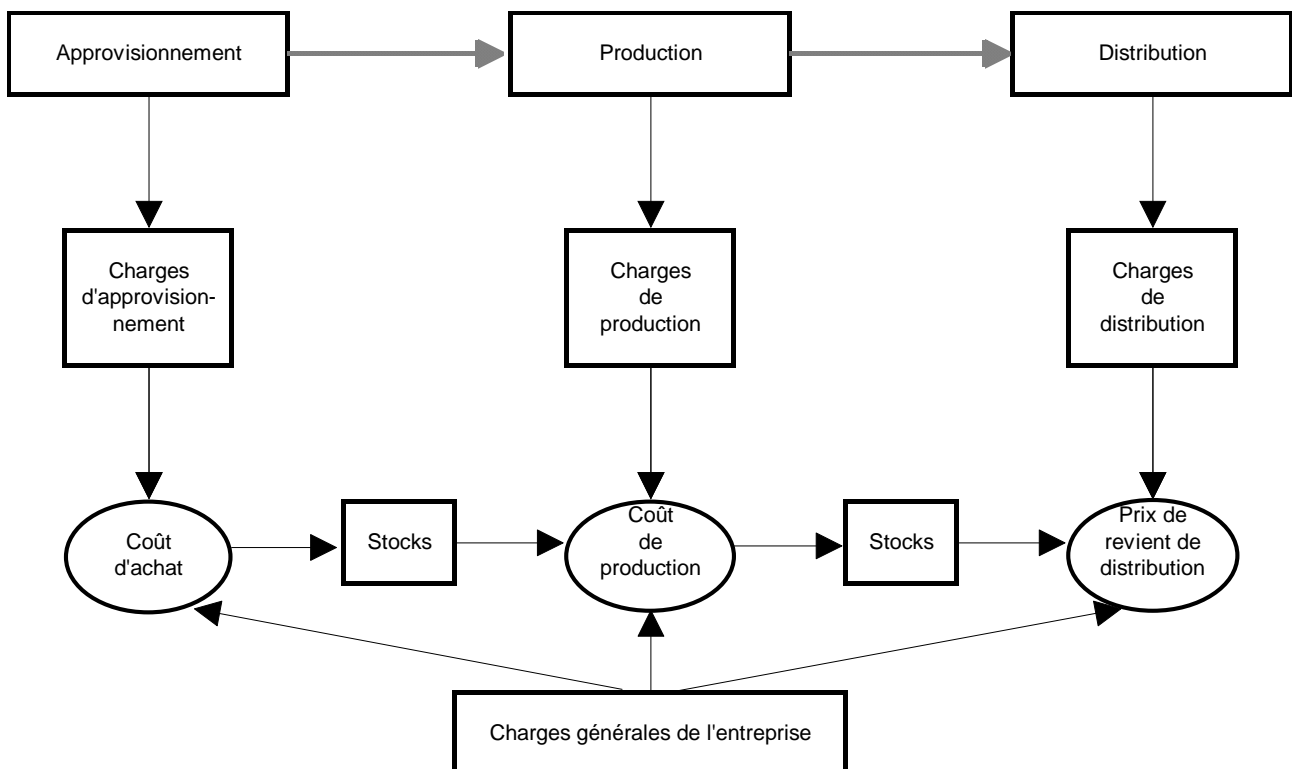 Approvisionnement
Production
Distribution
Charges
d'approvision-
nement
Charges
de
production
Charges
de
distribution
Coût
d'achat
Stocks
Coût
de
production
Stocks
Prix de
revient de
distribution
Charges générales de l'entreprise